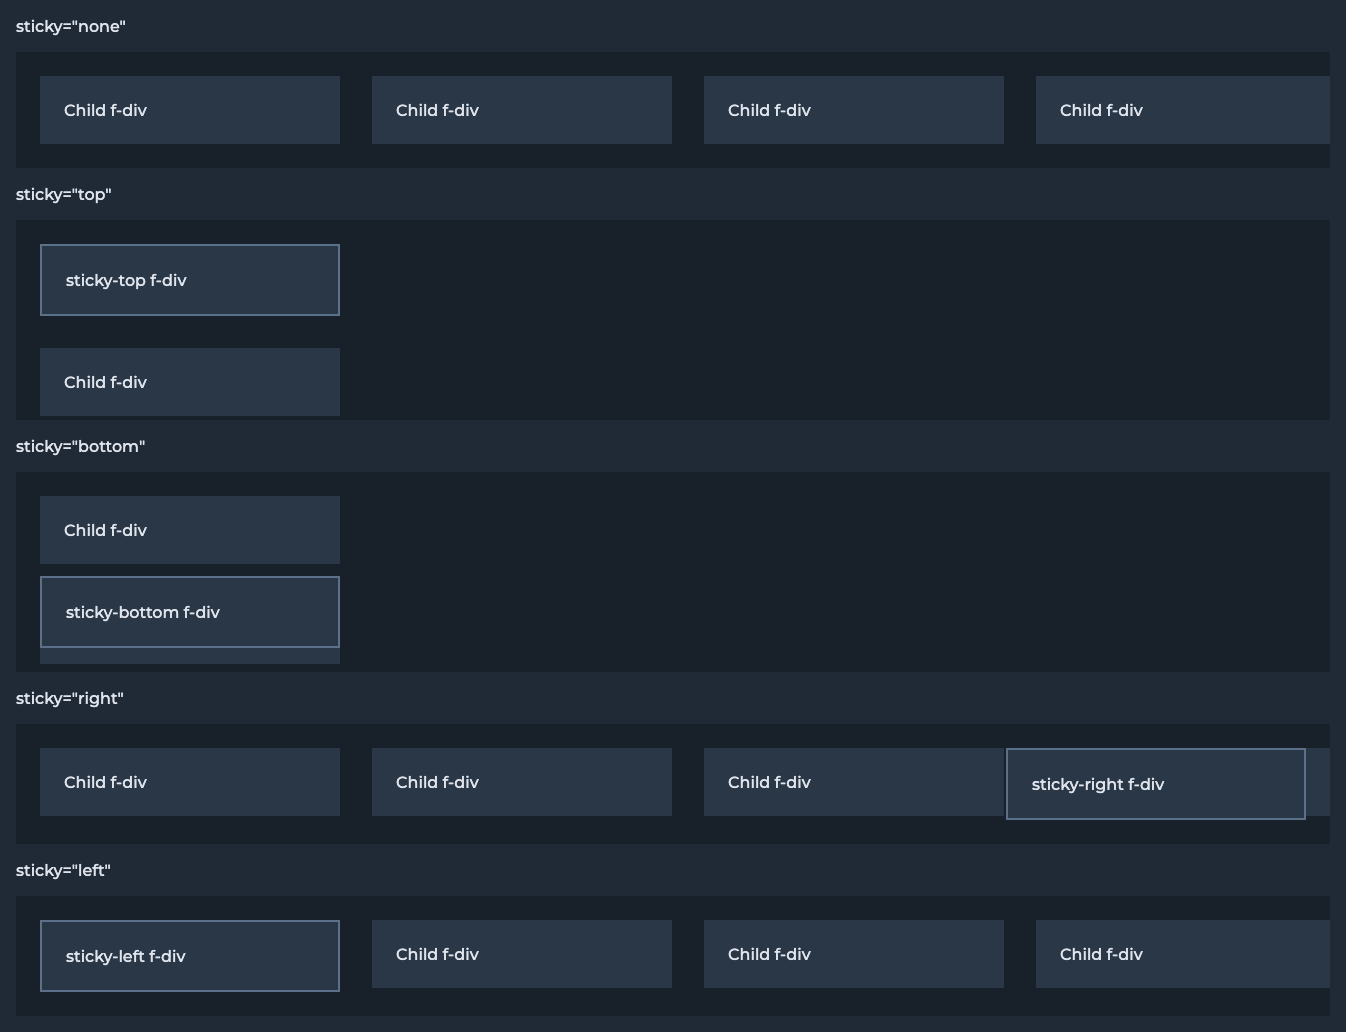 sticky="none"
Child f-div Child f-div Child f-div Child f-div
sticky="top"
sticky-top f-div
Child f-div
sticky="bottom"
Child f-div
sticky-bottom f-div
sticky="right"
Child f-div Child f-div Child f-div sticky-right f-div
sticky="left"
sticky-left f-div Child f-div Child f-div Child f-div